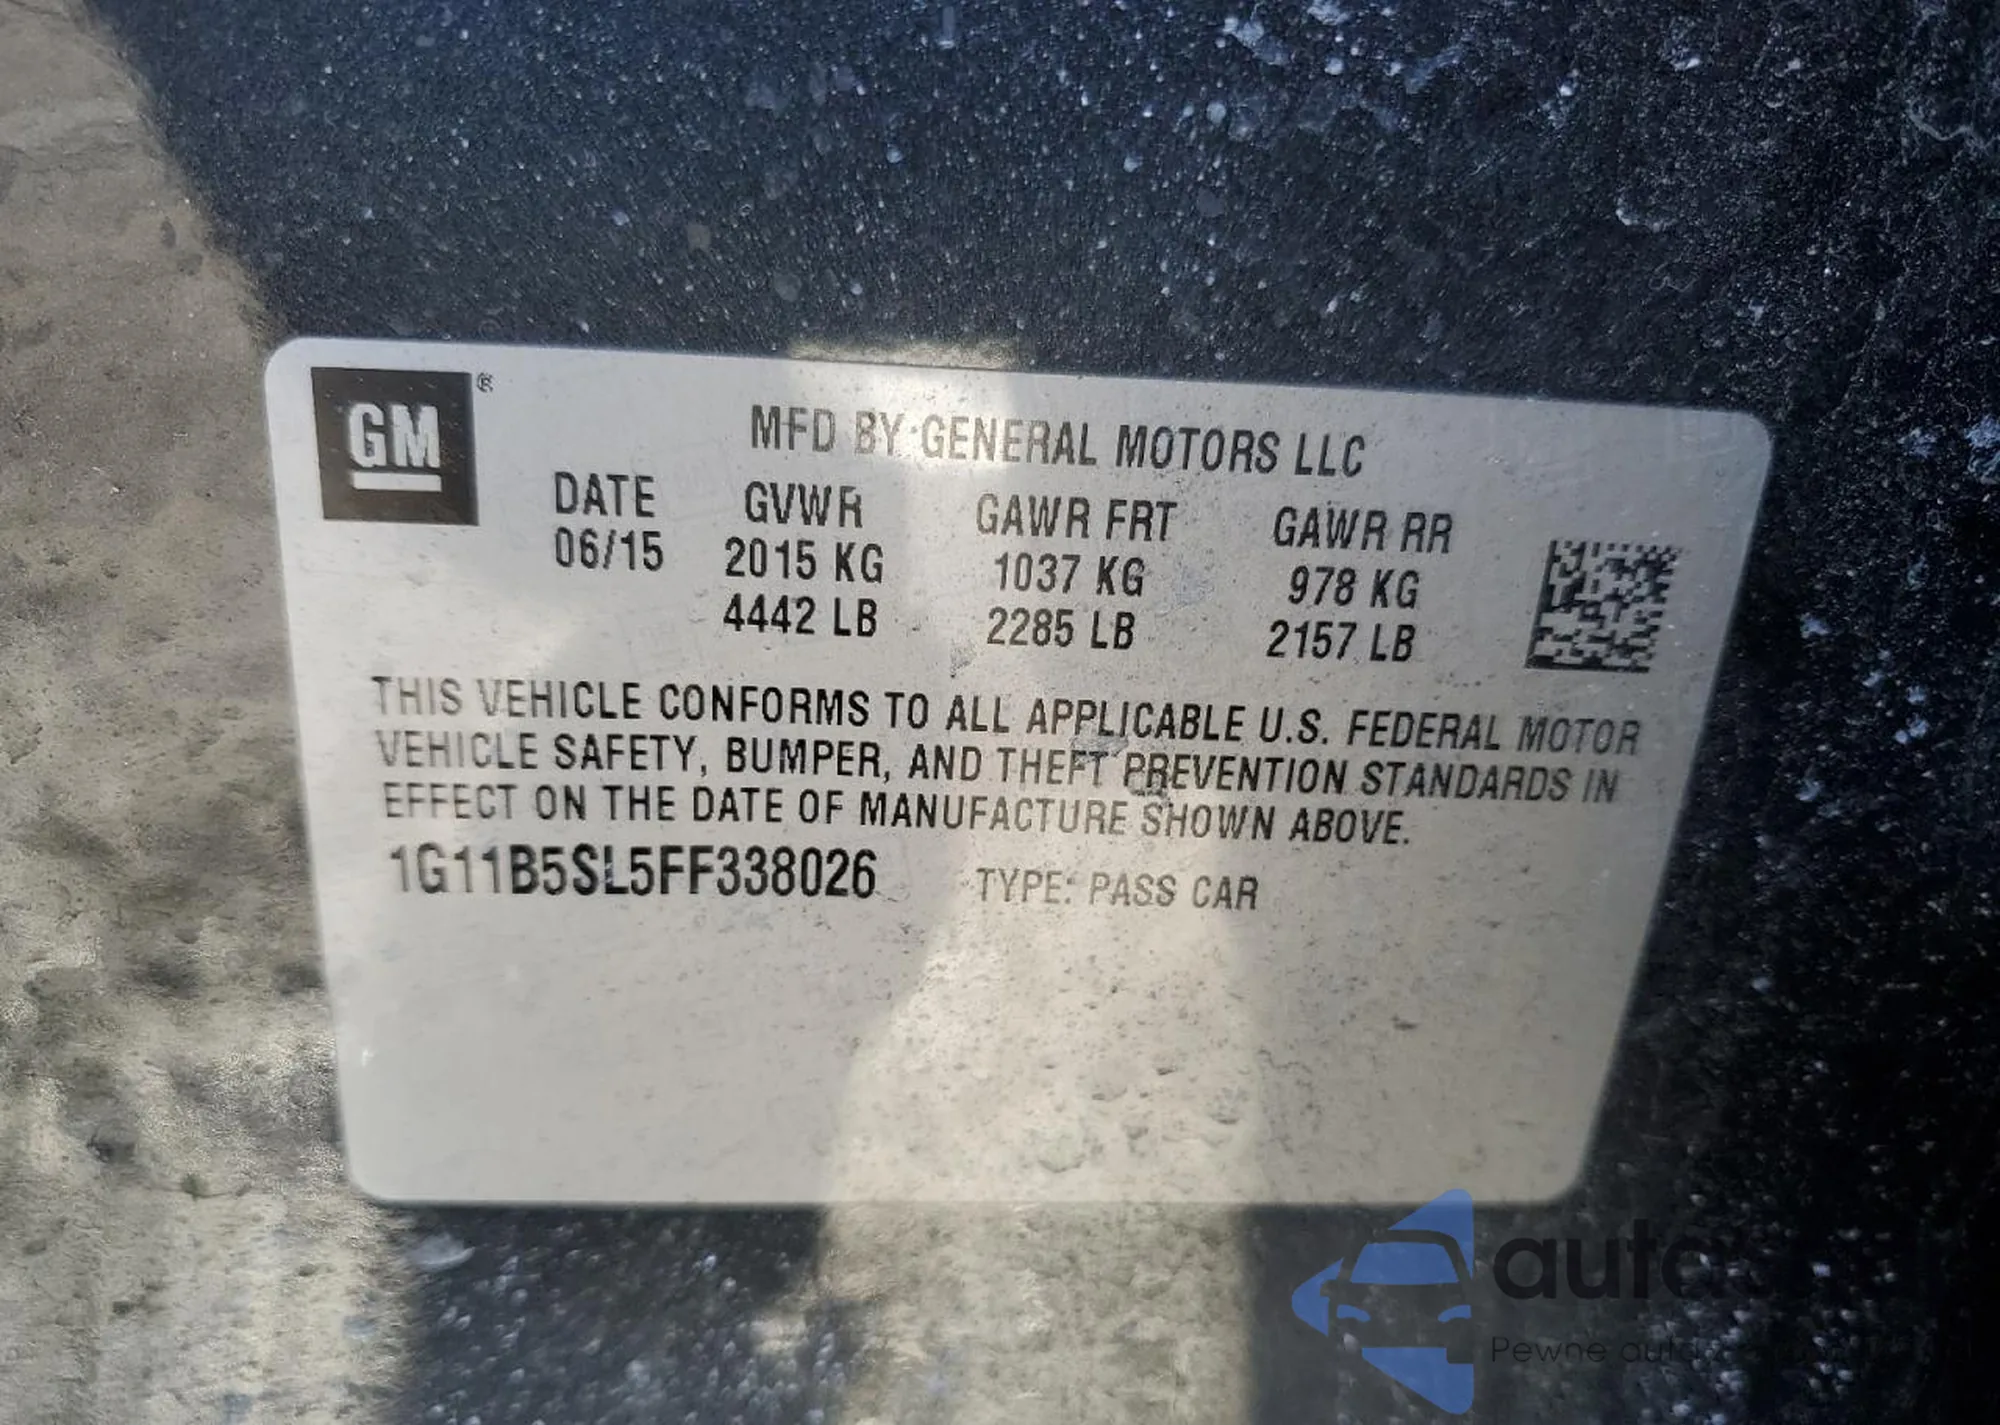 GM ®
MFD BY GENERAL MOTORS LLC
DATE GVWR GAWR FRT GAWR RR
06/15 2015 KG 1037 KG 978 KG
4442 LB 2285 LB 2157 LB
THIS VEHICLE CONFORMS TO ALL APPLICABLE U.S. FEDERAL MOTOR
VEHICLE SAFETY, BUMPER, AND THEFT PREVENTION STANDARDS IN
EFFECT ON THE DATE OF MANUFACTURE SHOWN ABOVE.
1G11B5SL5FF338026 TYPE: PASS CAR
Pewne